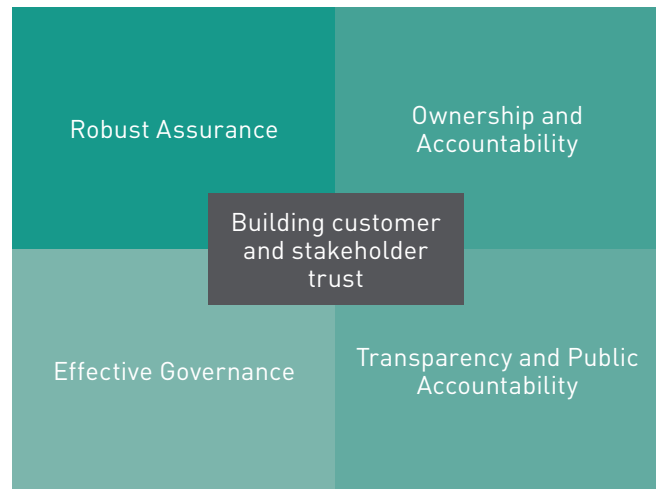 Robust Assurance
Ownership and
Accountability
Building customer
and stakeholder
trust
Effective Governance
Transparency and Public
Accountability